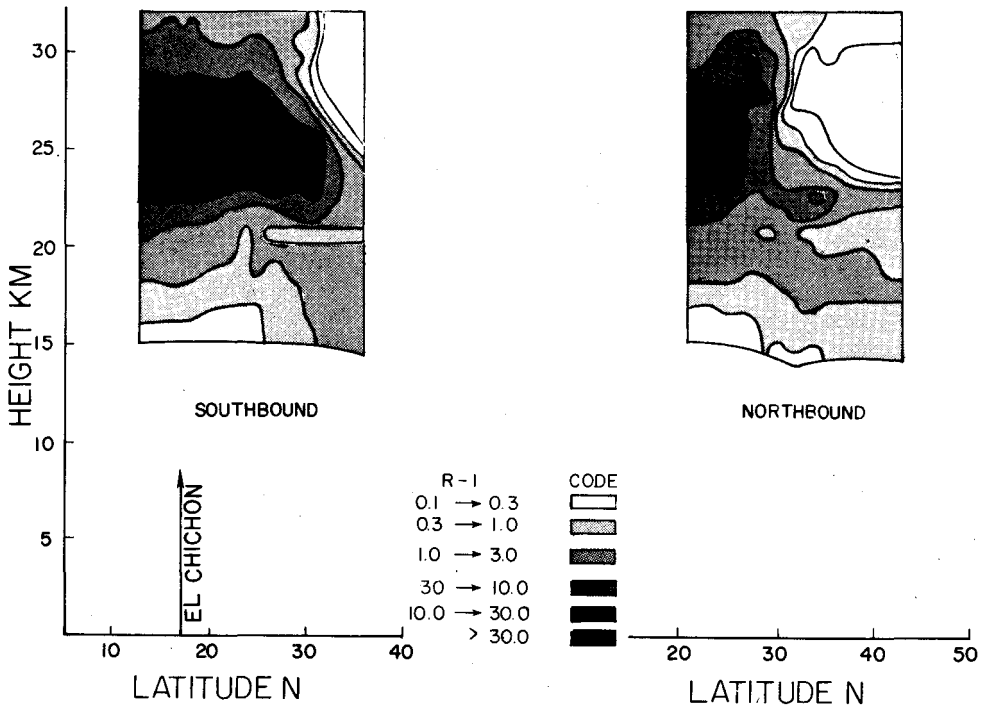 HEIGHT KM
30
25
20
15
10
5
SOUTHBOUND
NORTHBOUND
EL CHICHON
R-1 CODE
0.1 → 0.3
0.3 → 1.0
1.0 → 3.0
30 → 10.0
10.0 → 30.0
> 30.0
10 20 30 40
20 30 40 50
LATITUDE N
LATITUDE N